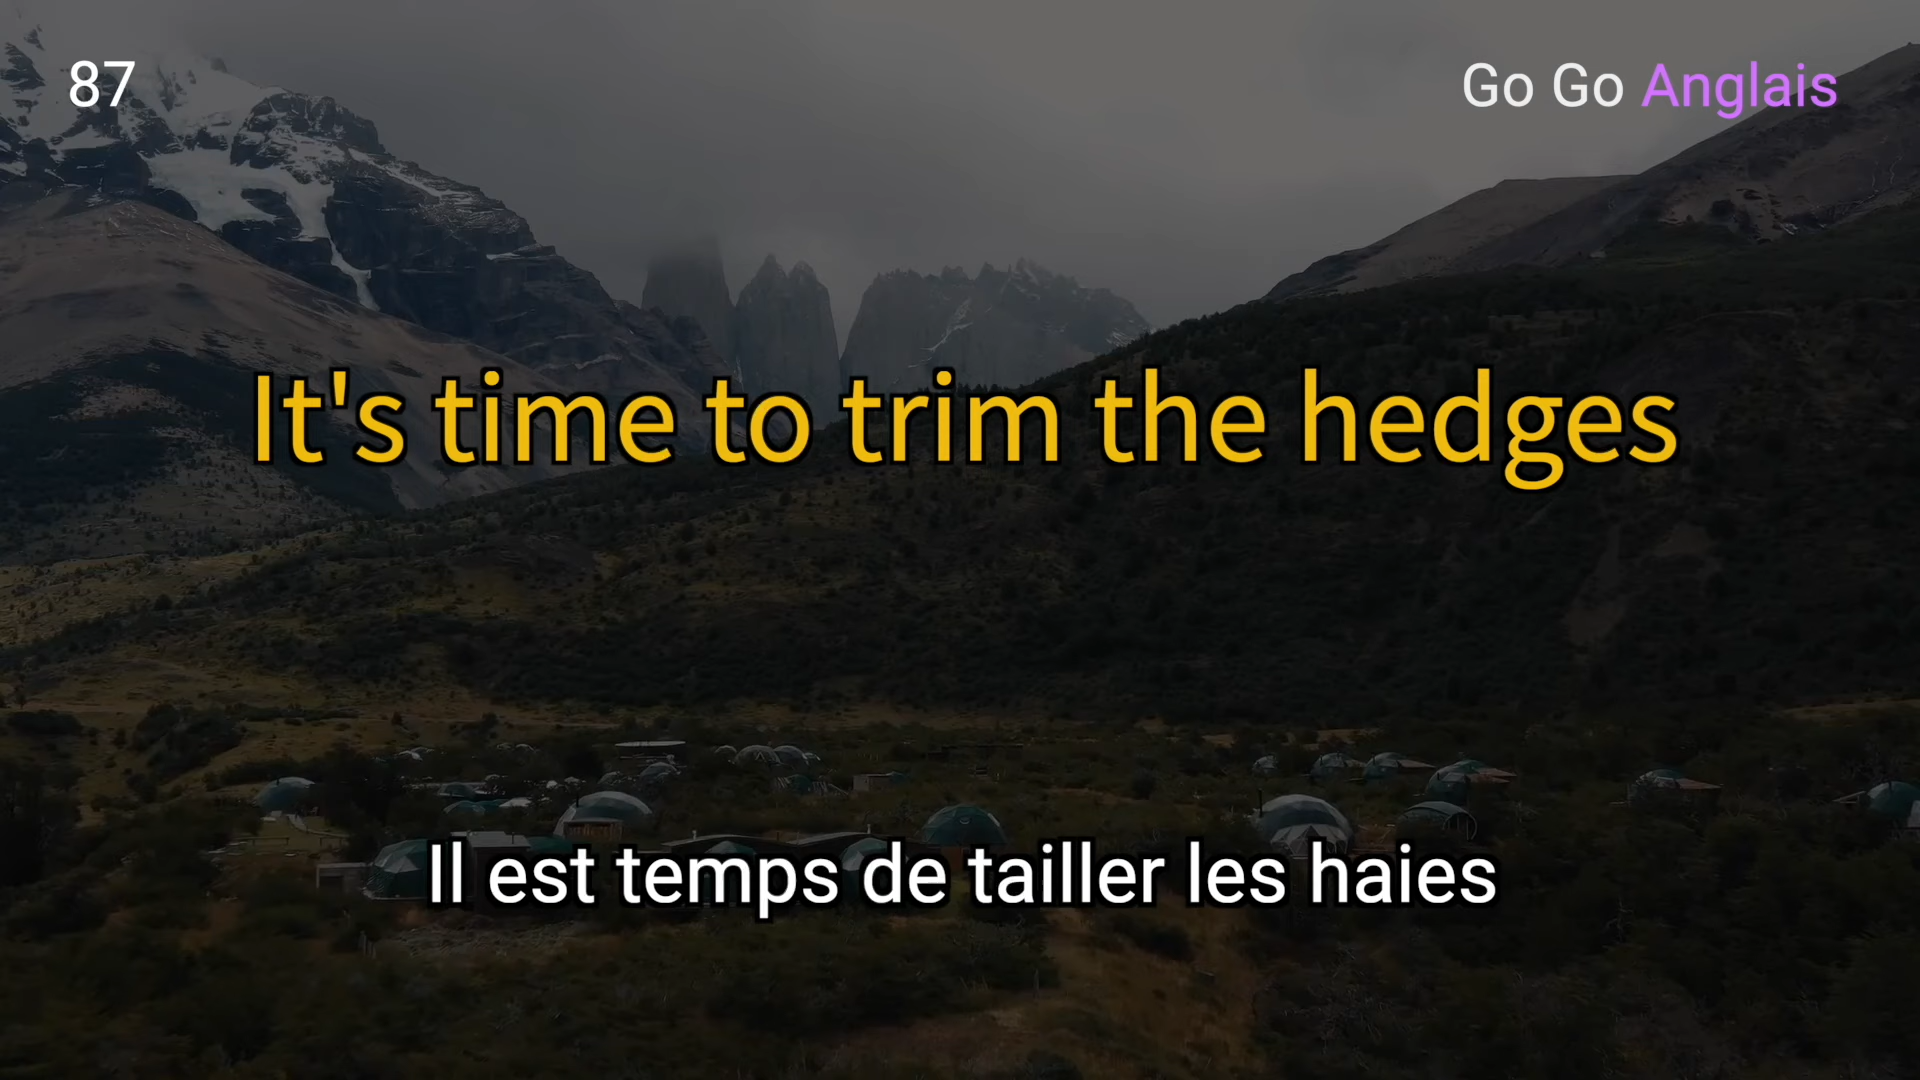 87
Go Go Anglais
It's time to trim the hedges
Il est temps de tailler les haies